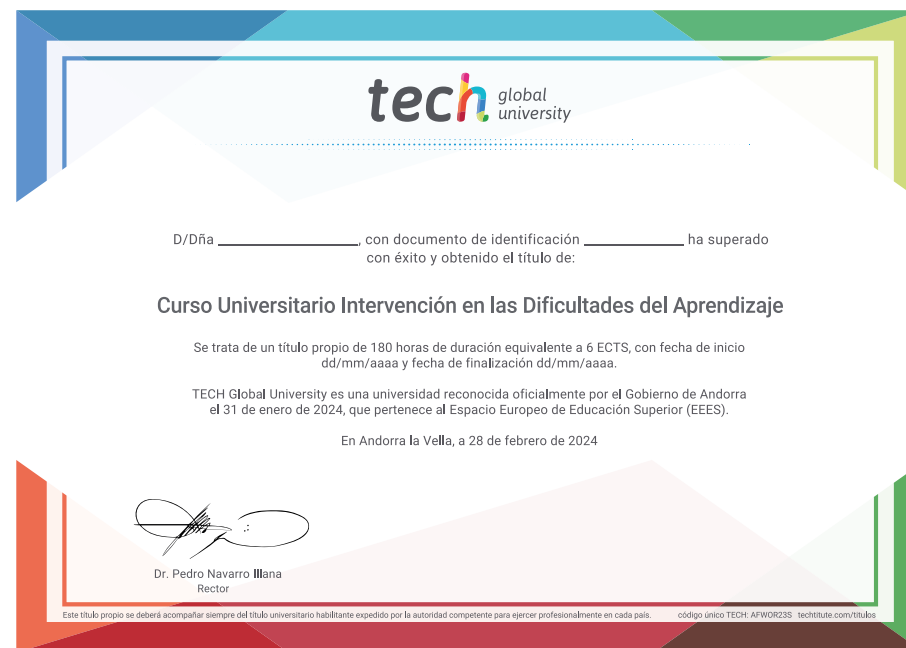 tech global university
D/Dña ____________________, con documento de identificación ______________ ha superado
con éxito y obtenido el título de:
Curso Universitario Intervención en las Dificultades del Aprendizaje
Se trata de un título propio de 180 horas de duración equivalente a 6 ECTS, con fecha de inicio
dd/mm/aaaa y fecha de finalización dd/mm/aaaa.
TECH Global University es una universidad reconocida oficialmente por el Gobierno de Andorra
el 31 de enero de 2024, que pertenece al Espacio Europeo de Educación Superior (EEES).
En Andorra la Vella, a 28 de febrero de 2024
Dr. Pedro Navarro Illana
Rector
Este título propio se deberá acompañar siempre del título universitario habilitante expedido por la autoridad competente para ejercer profesionalmente en cada país. código único TECH: AFWOR23S techtitute.com/titulos